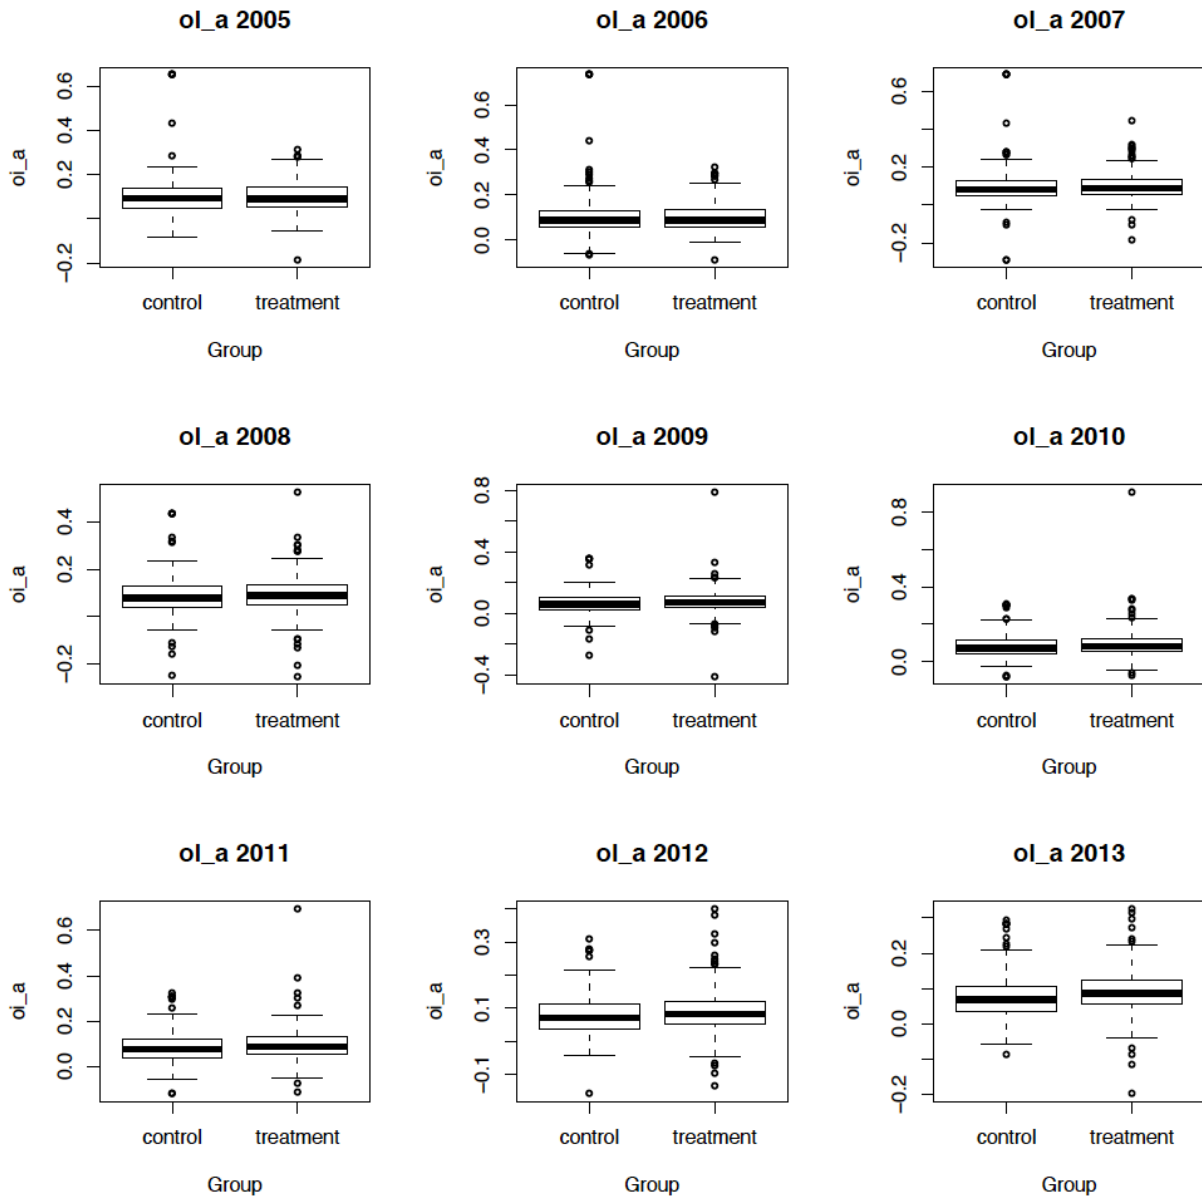 ol_a 2005
oi_a
0.6
0.4
0.2
−0.2
control treatment
Group
ol_a 2006
oi_a
0.6
0.4
0.2
0.0
control treatment
Group
ol_a 2007
oi_a
0.6
0.2
−0.2
control treatment
Group
ol_a 2008
oi_a
0.4
0.2
−0.2
control treatment
Group
ol_a 2009
oi_a
0.8
0.4
0.0
−0.4
control treatment
Group
ol_a 2010
oi_a
0.8
0.4
0.0
control treatment
Group
ol_a 2011
oi_a
0.6
0.4
0.2
0.0
control treatment
Group
ol_a 2012
oi_a
0.3
0.1
−0.1
control treatment
Group
ol_a 2013
oi_a
0.2
0.0
−0.2
control treatment
Group